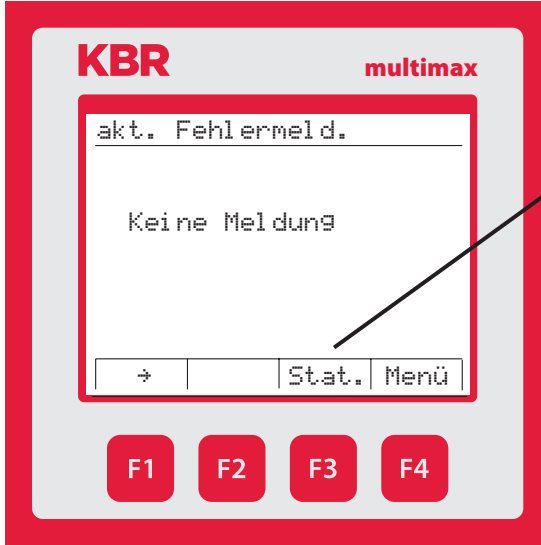 KBR multimax
akt. Fehlermeld.
Keine Meldung
→ Stat. Menü
F1 F2 F3 F4